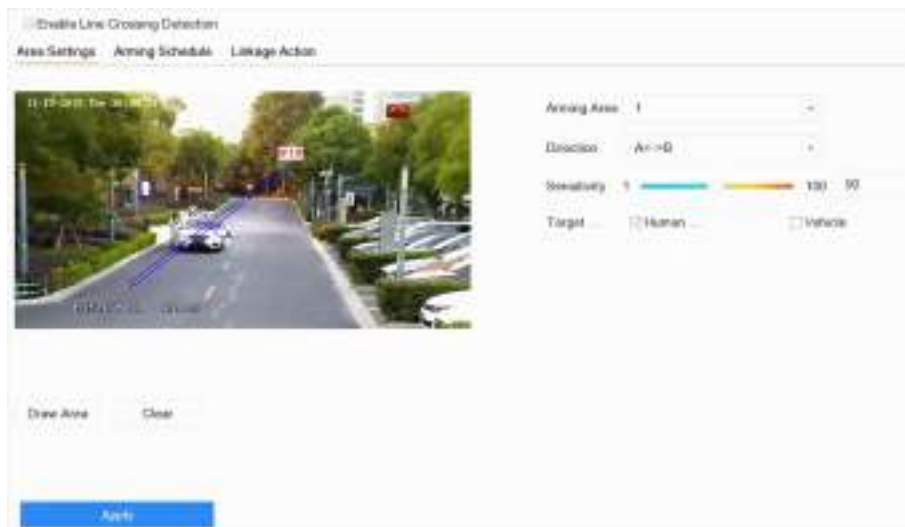 Enable Line Crossing Detection
Area Settings Arming Schedule Linkage Action
Arming Area 1
Direction A<->B
Sensitivity 1 100 50
Target ... Human ... Vehicle
Draw Area Clear
Apply